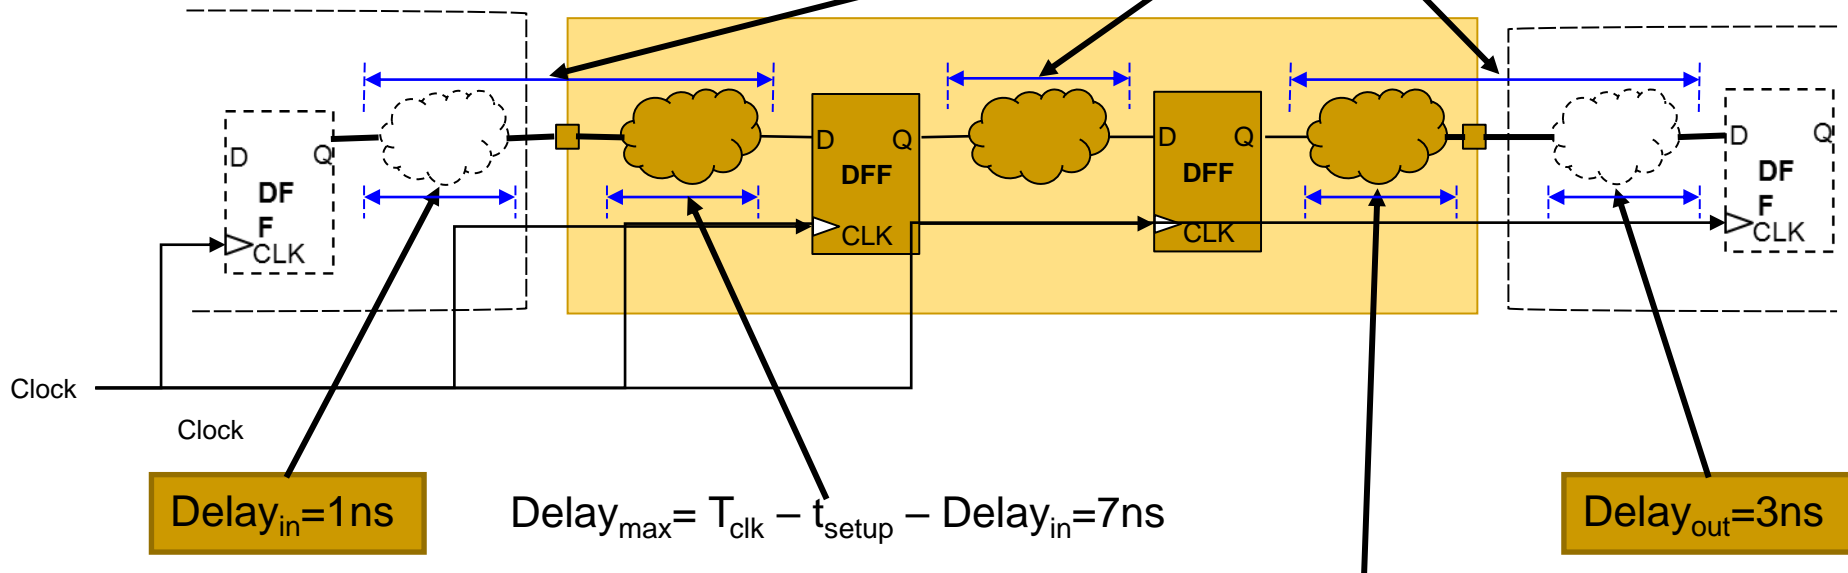 D
Q
DF
F
CLK
D
Q
DFF
CLK
D
Q
DFF
CLK
D
Q
DF
F
CLK
Clock
Clock
Delayin=1ns
Delaymax= Tclk – tsetup – Delayin=7ns
Delayout=3ns